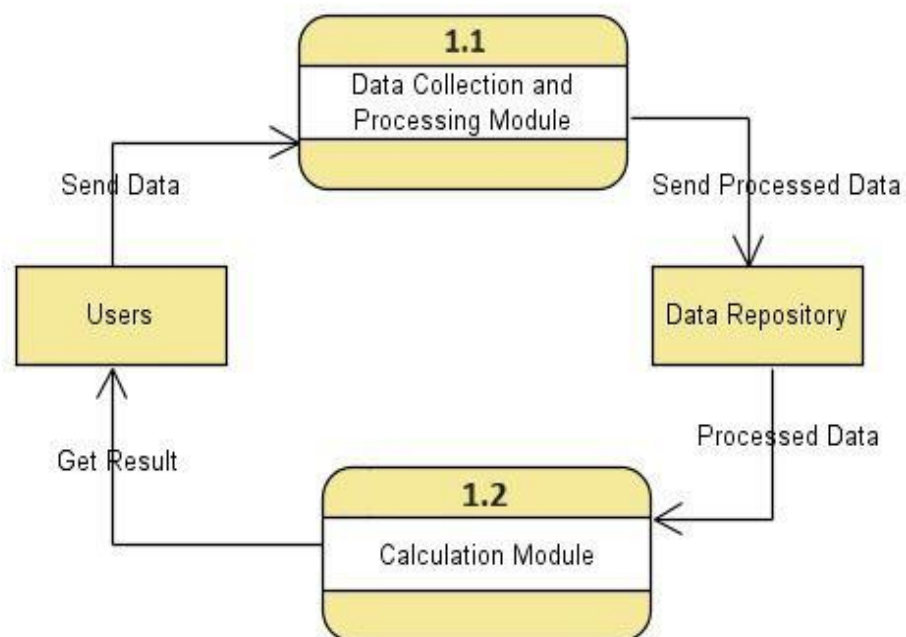 1.1
Data Collection and
Processing Module
Send Data
Send Processed Data
Users
Data Repository
Processed Data
Get Result
1.2
Calculation Module